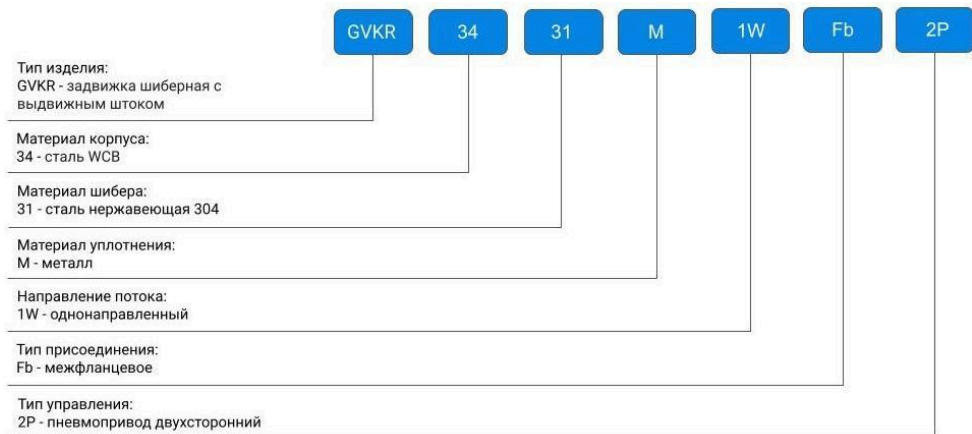 GVKR 34 31 M 1W Fb 2P
Тип изделия:
GVKR - задвижка шиберная с
выдвижным штоком
Материал корпуса:
34 - сталь WCB
Материал шибера:
31 - сталь нержавеющая 304
Материал уплотнения:
М - металл
Направление потока:
1W - однонаправленный
Тип присоединения:
Fb - межфланцевое
Тип управления:
2P - пневмопривод двухсторонний